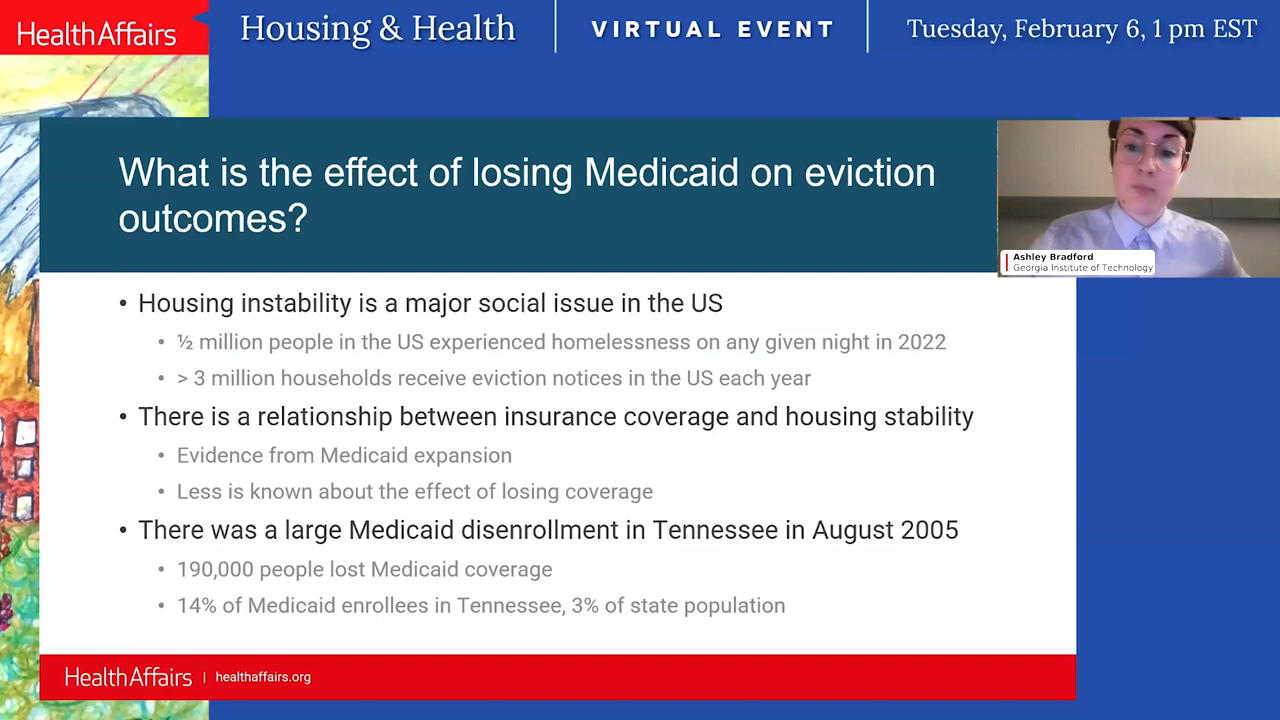 HealthAffairs
Housing & Health
VIRTUAL EVENT
Tuesday, February 6, 1 pm EST
What is the effect of losing Medicaid on eviction
outcomes?
Ashley Bradford
Georgia Institute of Technology
• Housing instability is a major social issue in the US
• ½ million people in the US experienced homelessness on any given night in 2022
• > 3 million households receive eviction notices in the US each year
• There is a relationship between insurance coverage and housing stability
• Evidence from Medicaid expansion
• Less is known about the effect of losing coverage
• There was a large Medicaid disenrollment in Tennessee in August 2005
• 190,000 people lost Medicaid coverage
• 14% of Medicaid enrollees in Tennessee, 3% of state population
HealthAffairs | healthaffairs.org